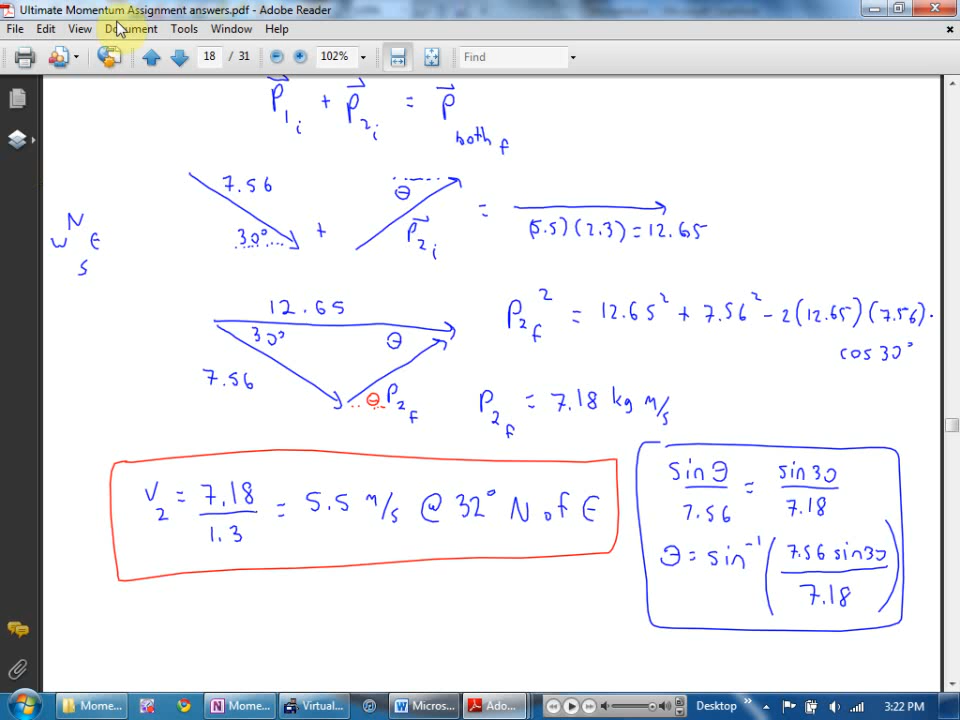 Ultimate Momentum Assignment answers.pdf - Adobe Reader
File Edit View Document Tools Window Help
18 / 31 102% Find
P⃗1i + P⃗2i = P⃗both f
7.56 θ
30° + P⃗2i = (5.5)(2.3) = 12.65
N
W E
S
12.65
30° θ
7.56 θ P2f
P2f² = 12.65² + 7.56² - 2(12.65)(7.56)·
cos 30°
P2f = 7.18 kg m/s
V2 = 7.18/1.3 = 5.5 m/s @ 32° N of E
sin θ/7.56 = sin 30/7.18
θ = sin⁻¹(7.56 sin 30/7.18)
Mome... Mome... Virtual... Micros... Ado... Desktop » 3:22 PM